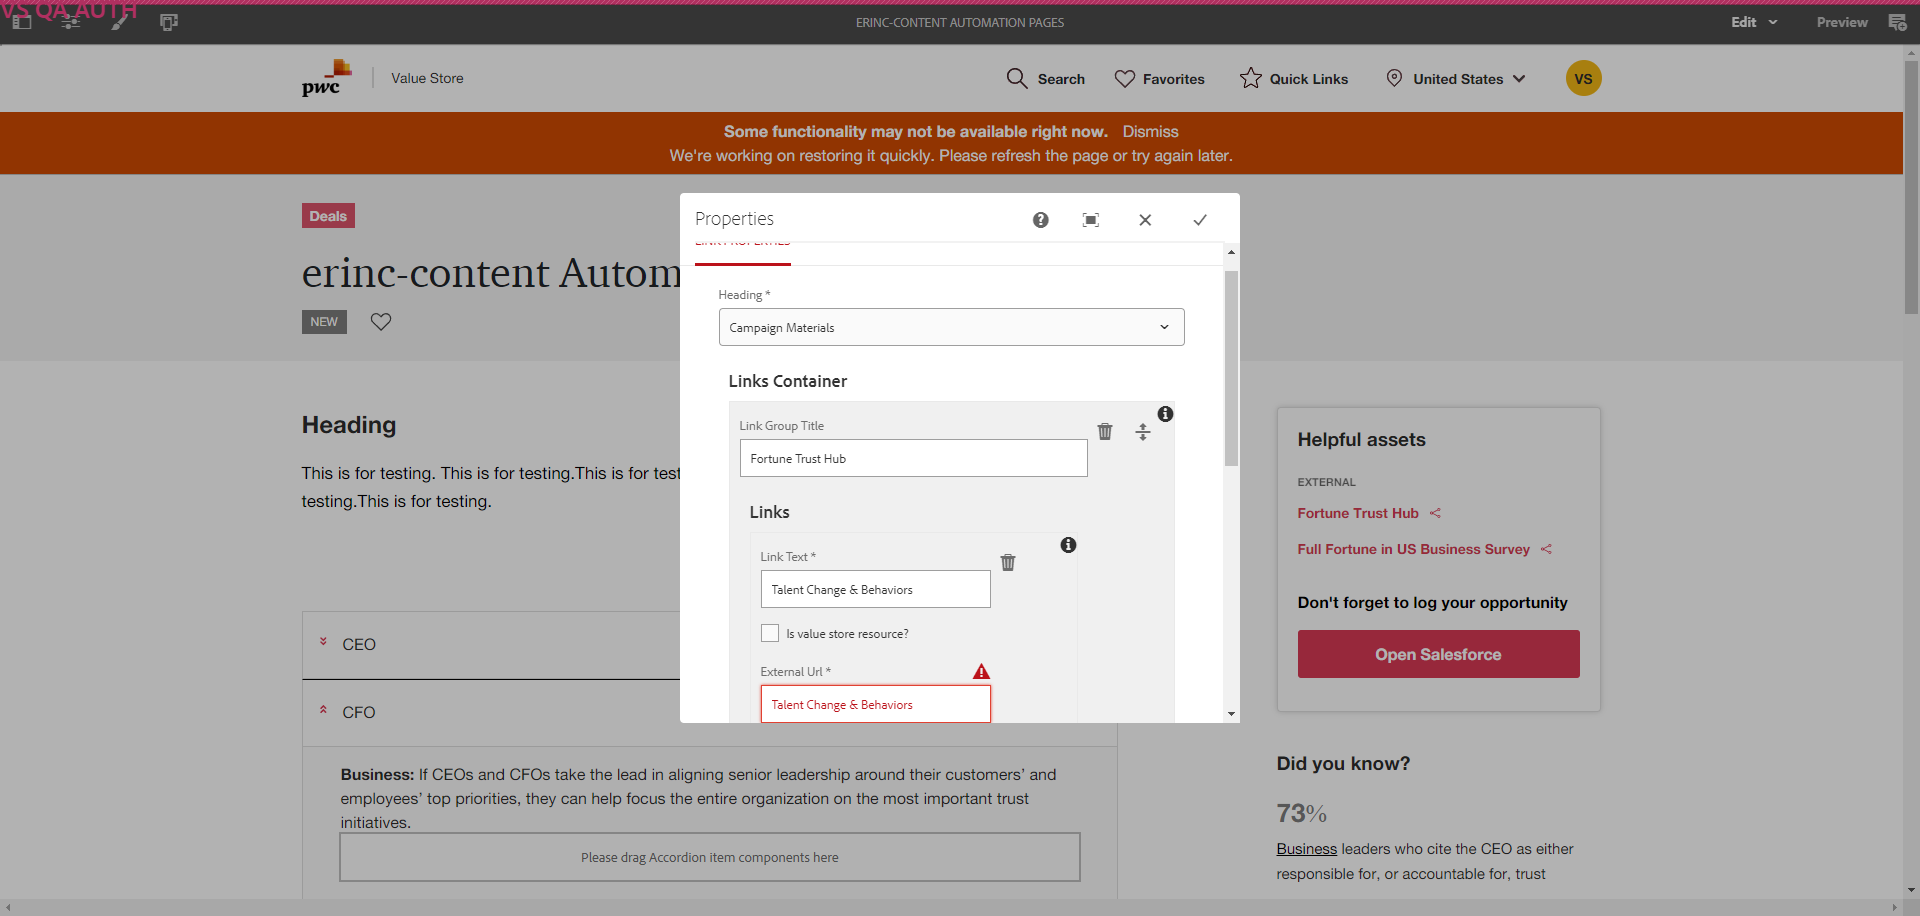 VS QA AUTH
ERINC-CONTENT AUTOMATION PAGES
Edit
Preview
pwc
Value Store
Search
Favorites
Quick Links
United States
VS
Some functionality may not be available right now. Dismiss
We're working on restoring it quickly. Please refresh the page or try again later.
Deals
erinc-content Autom
NEW
Heading
This is for testing. This is for testing.This is for test
testing.This is for testing.
CEO
CFO
Business: If CEOs and CFOs take the lead in aligning senior leadership around their customers’ and
employees’ top priorities, they can help focus the entire organization on the most important trust
initiatives.
Please drag Accordion item components here
Properties
LINK PROPERTIES
Heading *
Campaign Materials
Links Container
Link Group Title
Fortune Trust Hub
Links
Link Text *
Talent Change & Behaviors
Is value store resource?
External Url *
Talent Change & Behaviors
Helpful assets
EXTERNAL
Fortune Trust Hub
Full Fortune in US Business Survey
Don't forget to log your opportunity
Open Salesforce
Did you know?
73%
Business leaders who cite the CEO as either
responsible for, or accountable for, trust